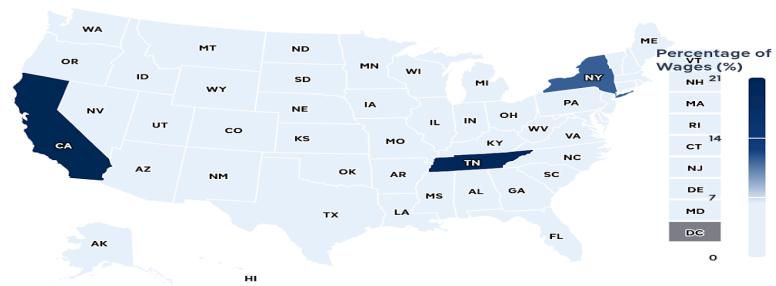 WA
ME
Percentage of
Wages (%)
VT
MT
ND
OR
MN
ID
SD
WI
MI
NY
NH
21
WY
NE
IA
PA
MA
NV
UT
CO
IL
IN
OH
WV
RI
14
CA
KS
MO
KY
VA
CT
AZ
NM
OK
AR
TN
NC
SC
NJ
TX
MS
AL
GA
DE
7
LA
MD
FL
DC
AK
0
HI